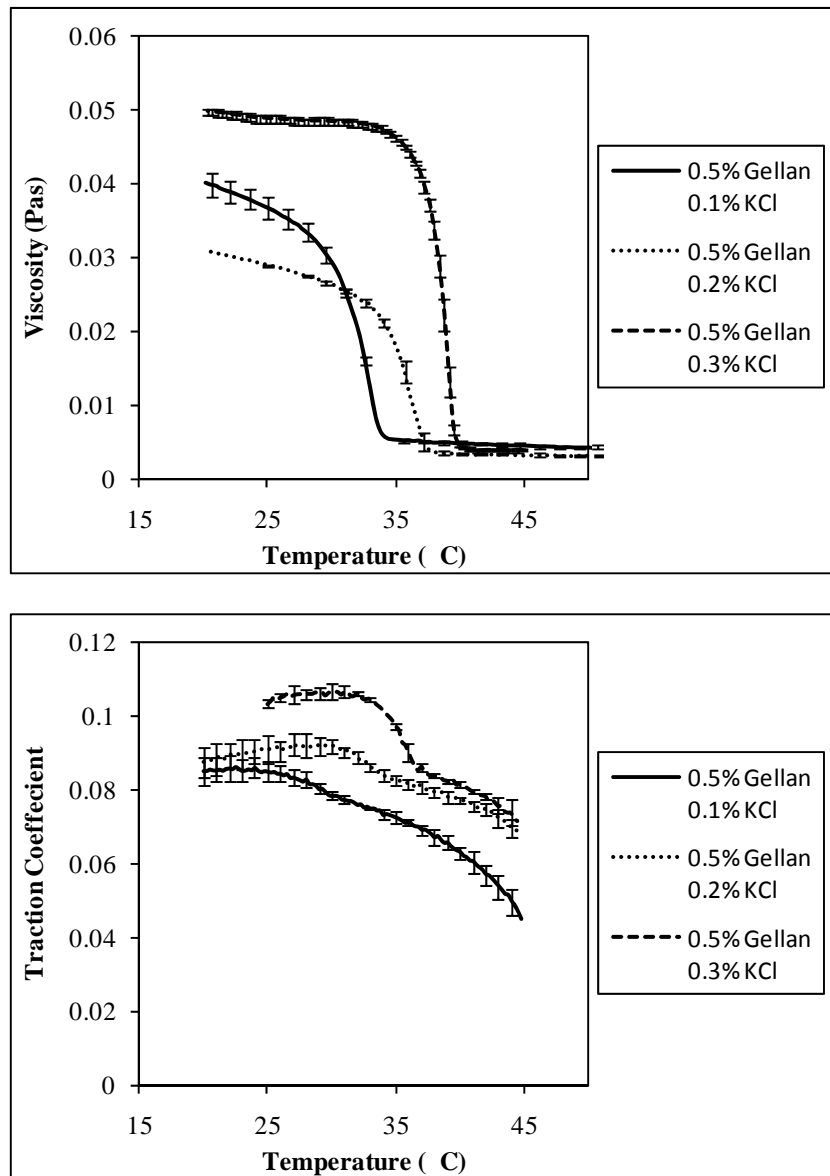 0.06
0.05
0.04
0.03
0.02
0.01
0
Viscosity (Pas)
15 25 35 45
Temperature ( C)
0.5% Gellan
0.1% KCl
0.5% Gellan
0.2% KCl
0.5% Gellan
0.3% KCl
0.12
0.1
0.08
0.06
0.04
0.02
0
Traction Coeffecient
15 25 35 45
Temperature ( C)
0.5% Gellan
0.1% KCl
0.5% Gellan
0.2% KCl
0.5% Gellan
0.3% KCl